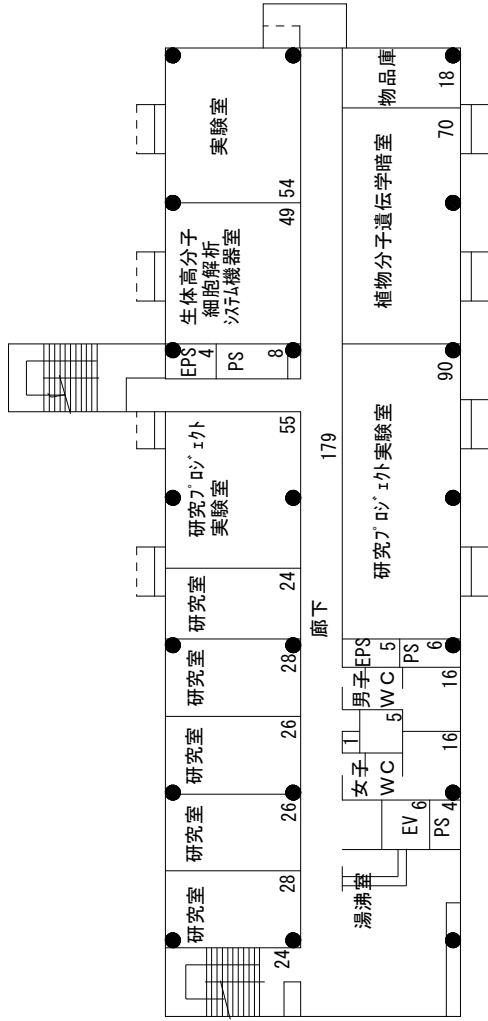 実験室
54
生体高分子
細胞解析
システム機器室
49
EPS
4
PS
8
研究プロジェクト
実験室
55
研究室
24
研究室
28
研究室
26
研究室
26
研究室
28
24
廊下
179
物品庫
18
植物分子遺伝学暗室
70
研究プロジェクト実験室
90
EPS
5
PS
6
男子
WC
16
5
1
女子
WC
16
EV
6
PS
4
湯沸室